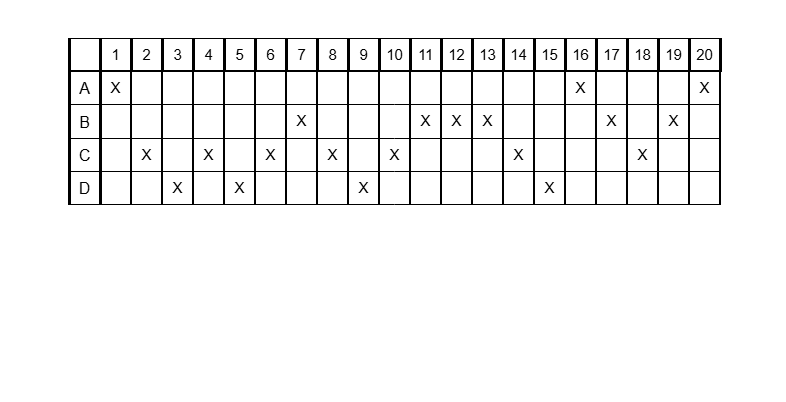 1 2 3 4 5 6 7 8 9 10 11 12 13 14 15 16 17 18 19 20
A X X X
B X X X X X X
C X X X X X X X
D X X X X